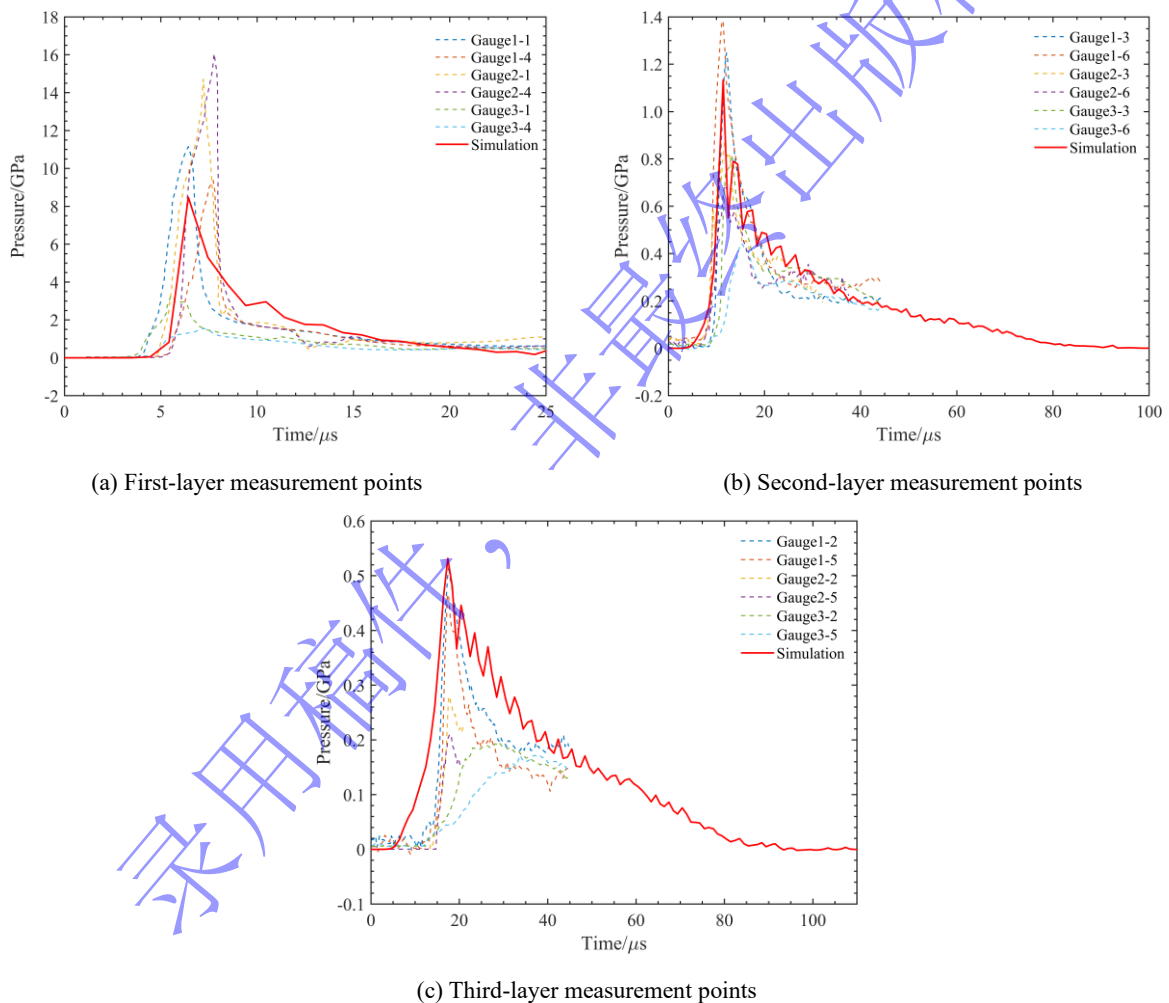 18
16
14
12
10
8
6
4
2
0
-2
0
5
10
15
20
25
Pressure/GPa
Time/μs
Gauge1-1
Gauge1-4
Gauge2-1
Gauge2-4
Gauge3-1
Gauge3-4
Simulation
(a) First-layer measurement points
1.4
1.2
1.0
0.8
0.6
0.4
0.2
0
-0.2
0
20
40
60
80
100
Pressure/GPa
Time/μs
Gauge1-3
Gauge1-6
Gauge2-3
Gauge2-6
Gauge3-3
Gauge3-6
Simulation
(b) Second-layer measurement points
0.6
0.5
0.4
0.3
0.2
0.1
0
-0.1
0
20
40
60
80
100
Pressure/GPa
Time/μs
Gauge1-2
Gauge1-5
Gauge2-2
Gauge2-5
Gauge3-2
Gauge3-5
Simulation
(c) Third-layer measurement points
录用稿件，非最终出版稿